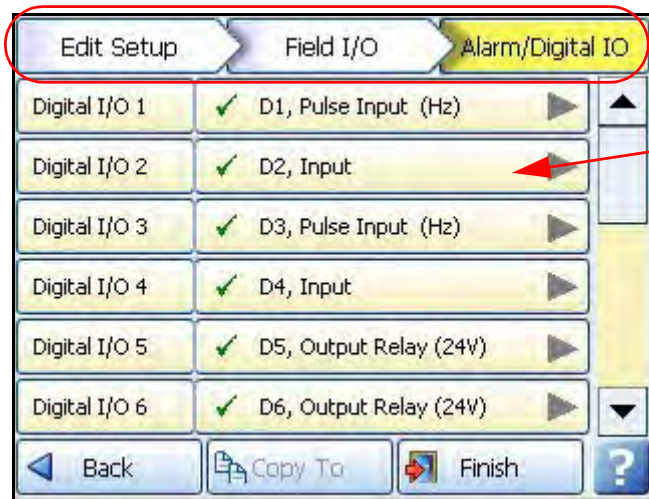 Edit Setup Field I/O Alarm/Digital IO
Digital I/O 1 D1, Pulse Input (Hz)
Digital I/O 2 D2, Input
Digital I/O 3 D3, Pulse Input (Hz)
Digital I/O 4 D4, Input
Digital I/O 5 D5, Output Relay (24V)
Digital I/O 6 D6, Output Relay (24V)
Back Copy To Finish ?